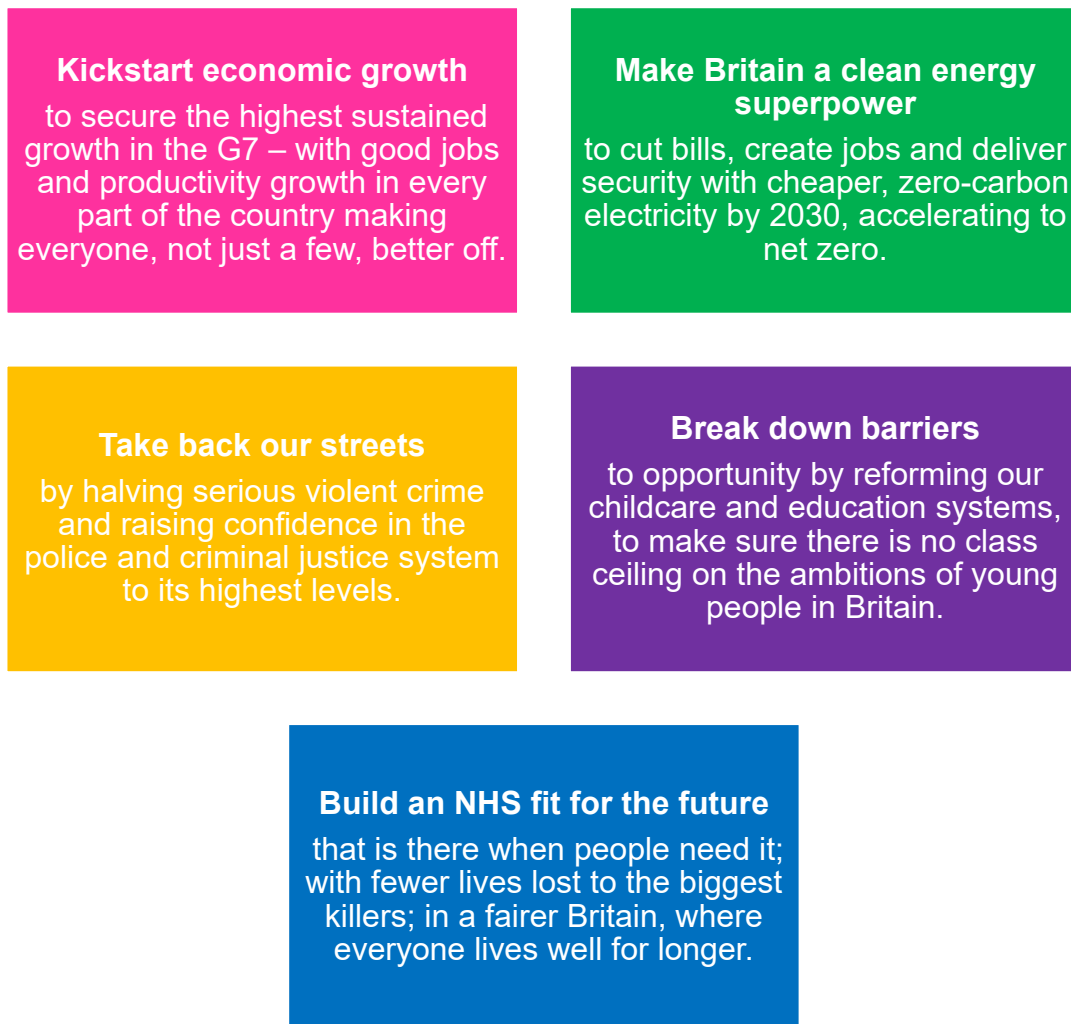 Kickstart economic growth
to secure the highest sustained
growth in the G7 – with good jobs
and productivity growth in every
part of the country making
everyone, not just a few, better off.
Make Britain a clean energy
superpower
to cut bills, create jobs and deliver
security with cheaper, zero-carbon
electricity by 2030, accelerating to
net zero.
Take back our streets
by halving serious violent crime
and raising confidence in the
police and criminal justice system
to its highest levels.
Break down barriers
to opportunity by reforming our
childcare and education systems,
to make sure there is no class
ceiling on the ambitions of young
people in Britain.
Build an NHS fit for the future
that is there when people need it;
with fewer lives lost to the biggest
killers; in a fairer Britain, where
everyone lives well for longer.